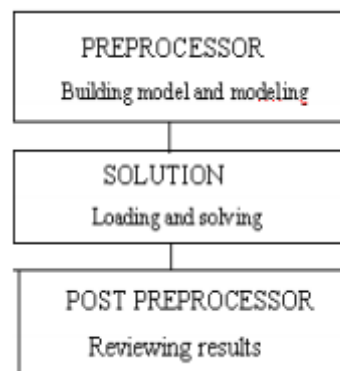 PREPROCESSOR
Building model and modeling
SOLUTION
Loading and solving
POST PREPROCESSOR
Reviewing results